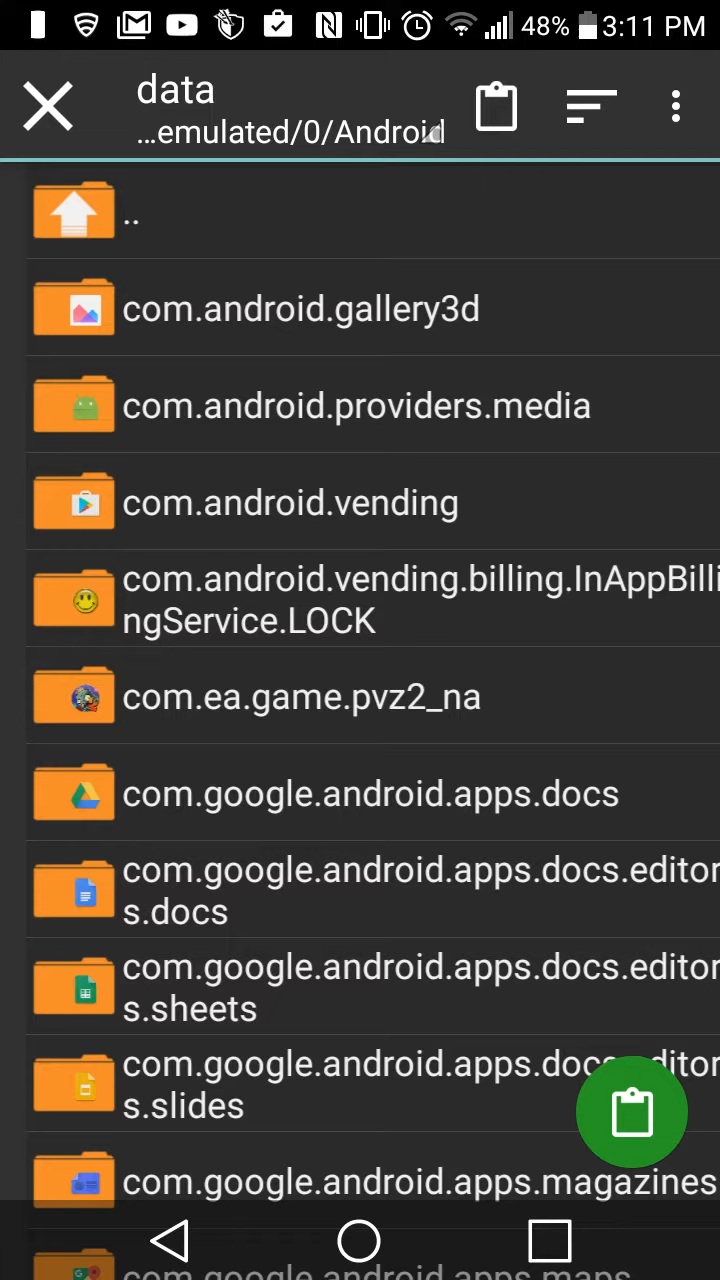 48% 3:11 PM
data
...emulated/0/Android
..
com.android.gallery3d
com.android.providers.media
com.android.vending
com.android.vending.billing.InAppBilli
ngService.LOCK
com.ea.game.pvz2_na
com.google.android.apps.docs
com.google.android.apps.docs.editor
s.docs
com.google.android.apps.docs.editor
s.sheets
com.google.android.apps.docs.editor
s.slides
com.google.android.apps.magazines
com.google.android.apps.maps